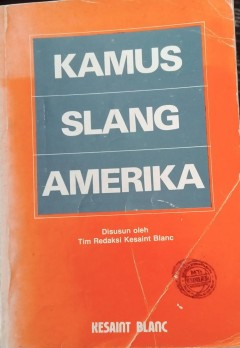 KAMUS
SLANG
AMERIKA
Disusun oleh
Tim Redaksi Kesaint Blanc
KESAINT BLANC